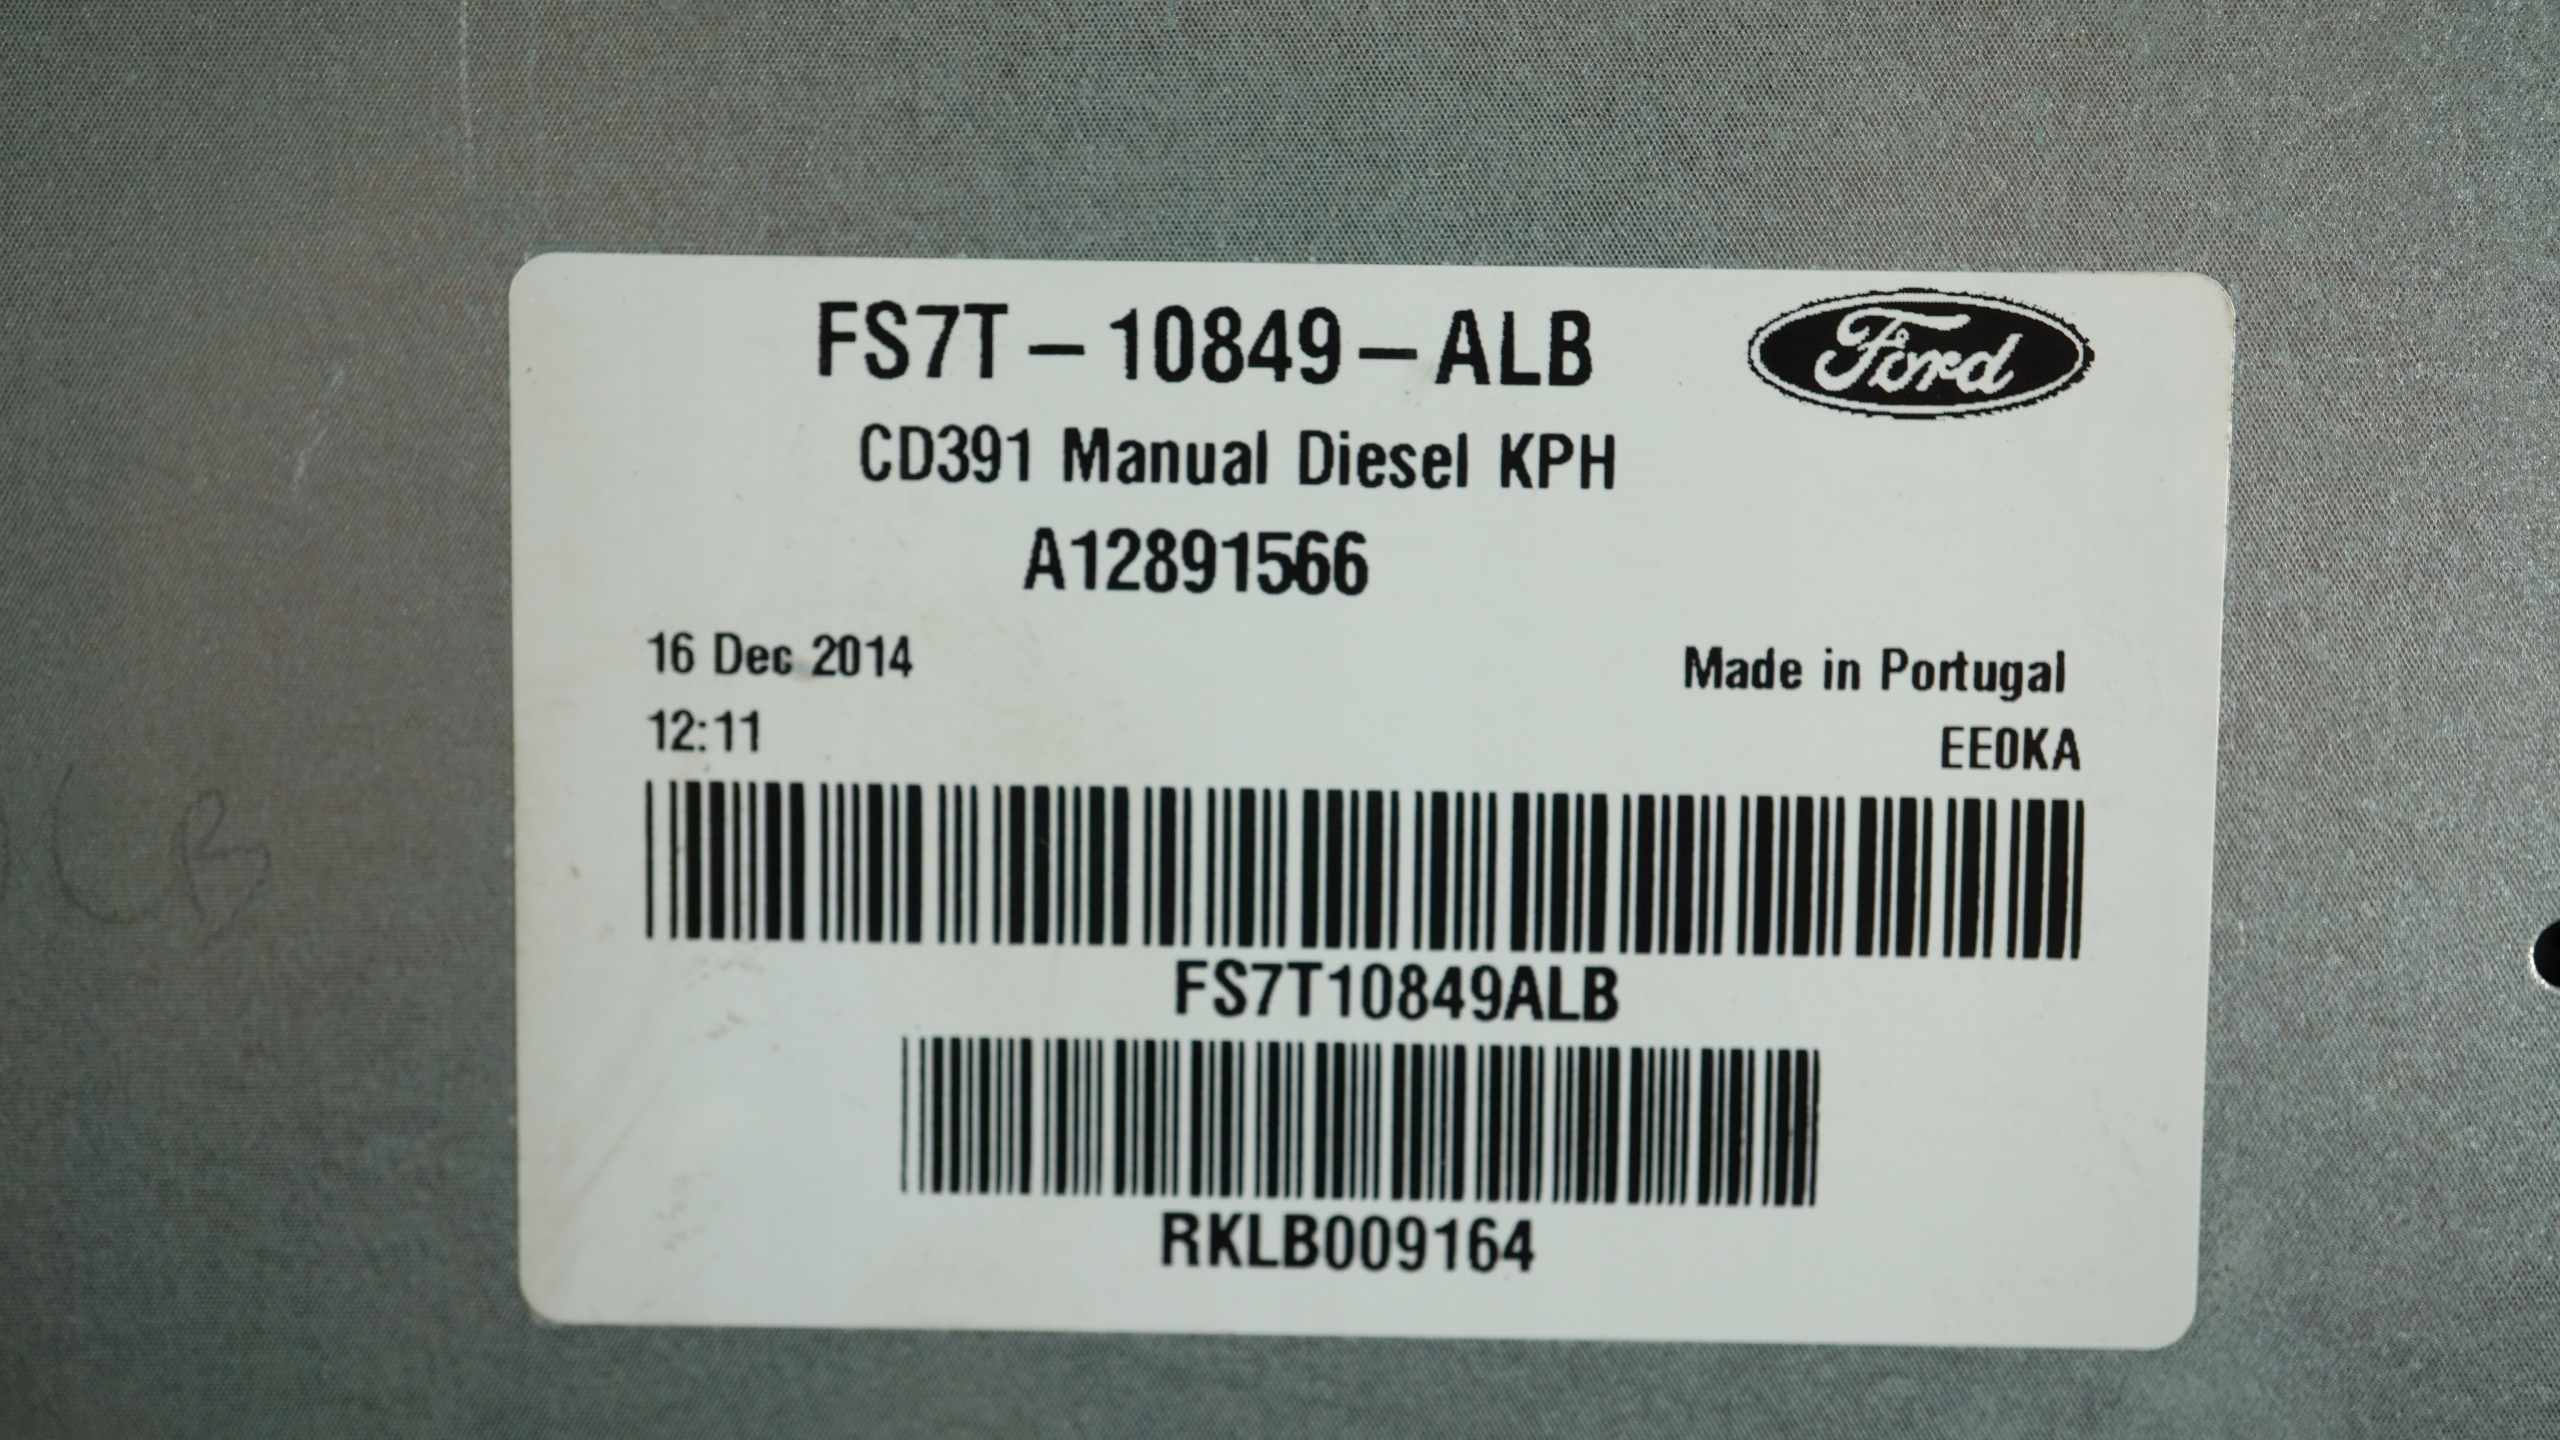 FS7T-10849-ALB
Ford
CD391 Manual Diesel KPH
A12891566
16 Dec 2014
Made in Portugal
12:11
EE0KA
FS7T10849ALB
RKLB009164